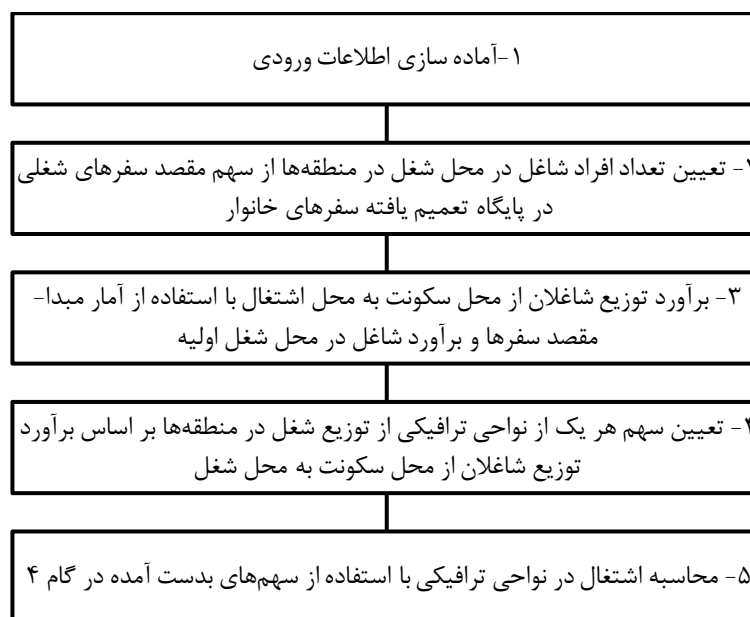 ۱-آماده سازی اطلاعات ورودی
۲- تعیین تعداد افراد شاغل در محل شغل در منطقه‌ها از سهم مقصد سفرهای شغلی
در پایگاه تعمیم یافته سفرهای خانوار
۳- برآورد توزیع شاغلان از محل سکونت به محل اشتغال با استفاده از آمار مبدا-
مقصد سفرها و برآورد شاغل در محل شغل اولیه
۴- تعیین سهم هر یک از نواحی ترافیکی از توزیع شغل در منطقه‌ها بر اساس برآورد
توزیع شاغلان از محل سکونت به محل شغل
۵- محاسبه اشتغال در نواحی ترافیکی با استفاده از سهم‌های بدست آمده در گام ۴